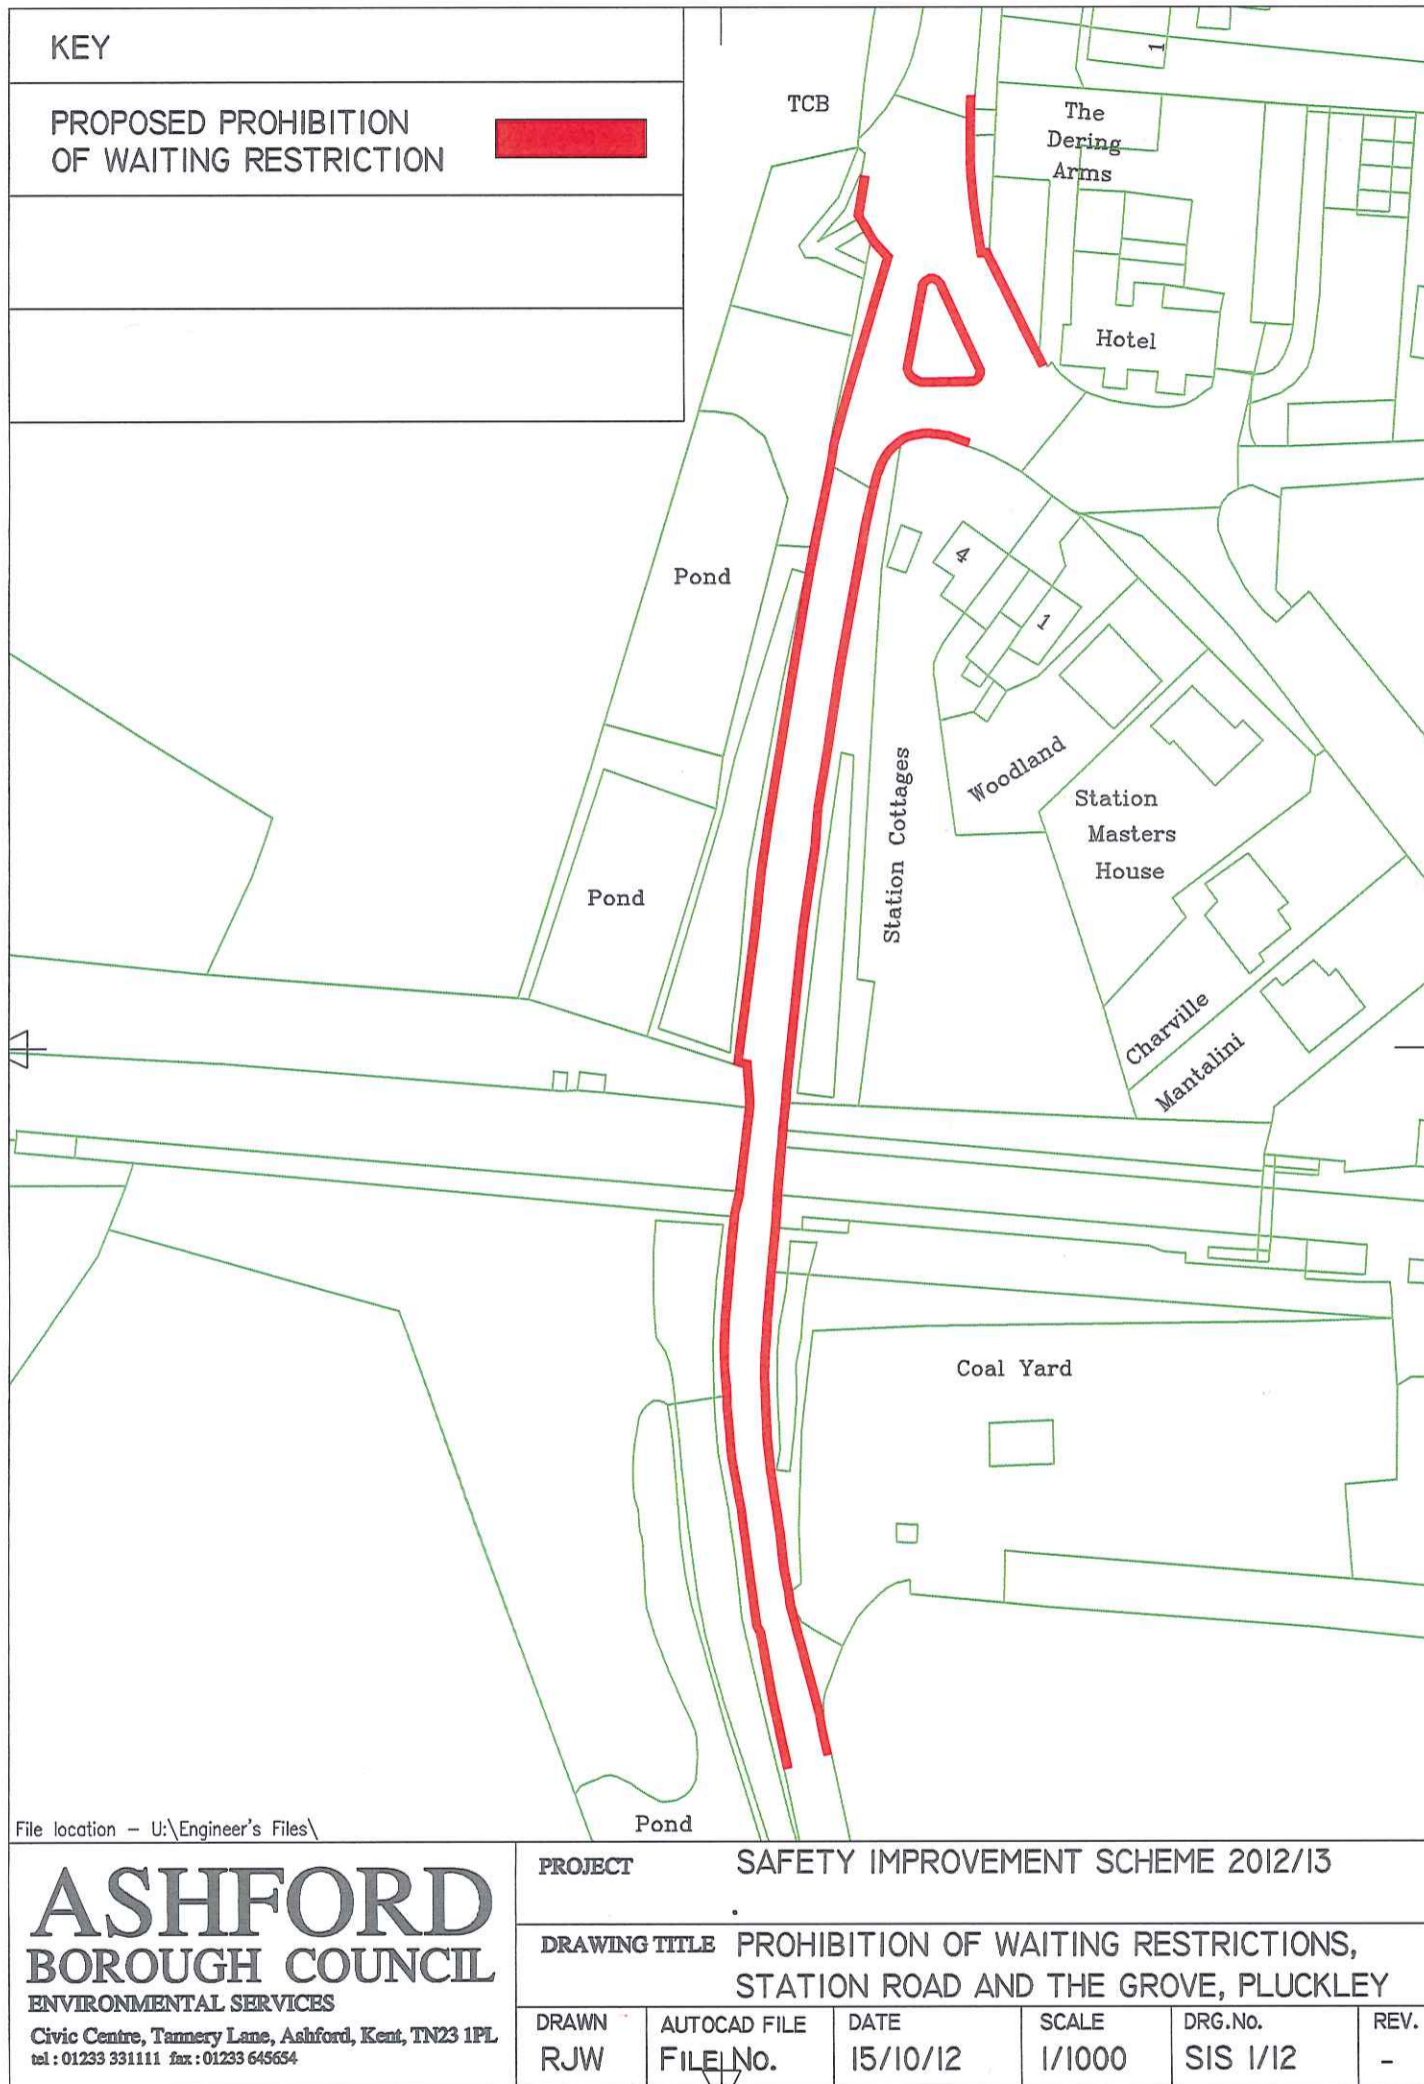 KEY
PROPOSED PROHIBITION
OF WAITING RESTRICTION
TCB
1
The
Dering
Arms
Hotel
Pond
4
1
Woodland
Station Cottages
Station
Masters
House
Pond
Charville
Mantalini
Coal Yard
Pond
File location – U:\Engineer's Files\
ASHFORD
BOROUGH COUNCIL
ENVIRONMENTAL SERVICES
Civic Centre, Tannery Lane, Ashford, Kent, TN23 1PL
tel : 01233 331111 fax : 01233 645654
PROJECT SAFETY IMPROVEMENT SCHEME 2012/13
.
DRAWING TITLE PROHIBITION OF WAITING RESTRICTIONS,
STATION ROAD AND THE GROVE, PLUCKLEY
DRAWN AUTOCAD FILE DATE SCALE DRG.No. REV.
RJW FILE No. 15/10/12 1/1000 SIS 1/12 -